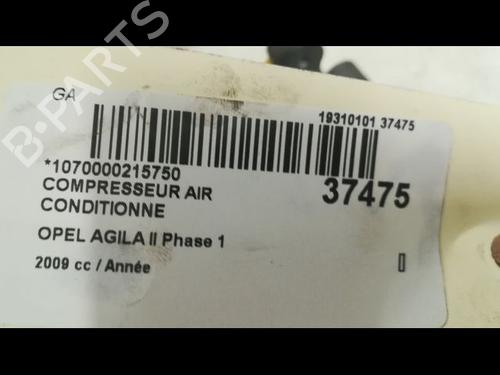 B-PARTS
GA
19310101 37475
*1070000215750
37475
COMPRESSEUR AIR
CONDITIONNE
OPEL AGILA II Phase 1
2009 cc / Année